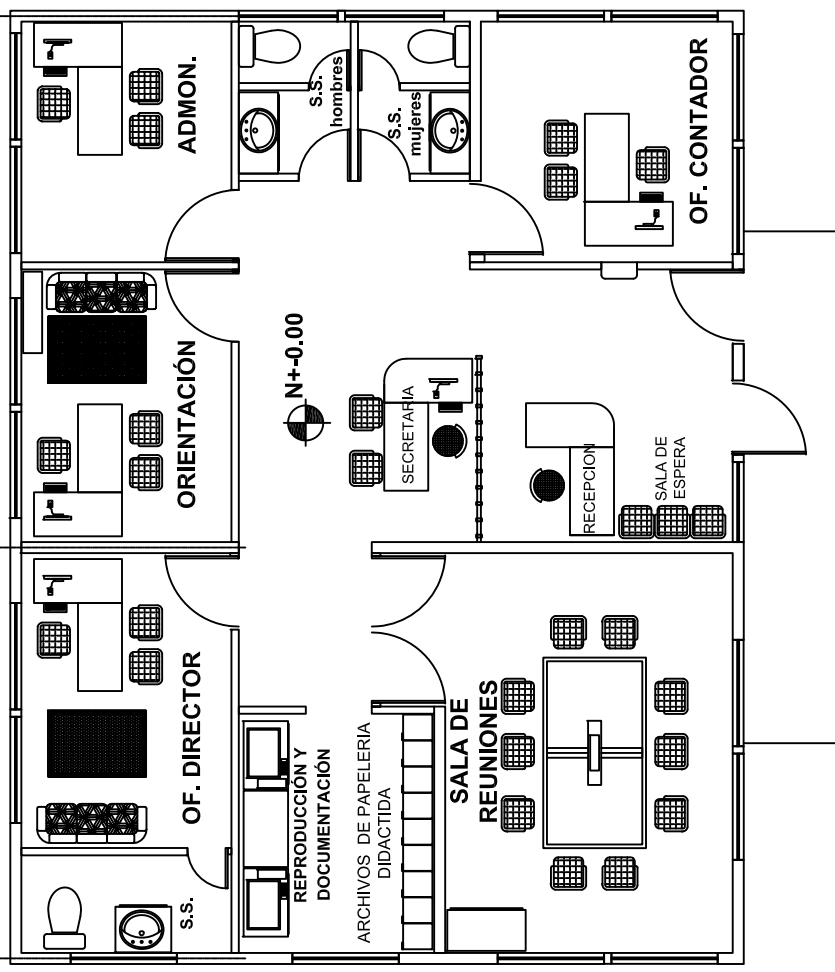 ADMON.
S.S.
hombres
S.S.
mujeres
OF. CONTADOR
ORIENTACIÓN
N+-0.00
SECRETARIA
RECEPCION
SALA DE
ESPERA
OF. DIRECTOR
S.S.
REPRODUCCIÓN Y
DOCUMENTACIÓN
ARCHIVOS DE PAPELERIA
DIDACTIDA
SALA DE
REUNIONES